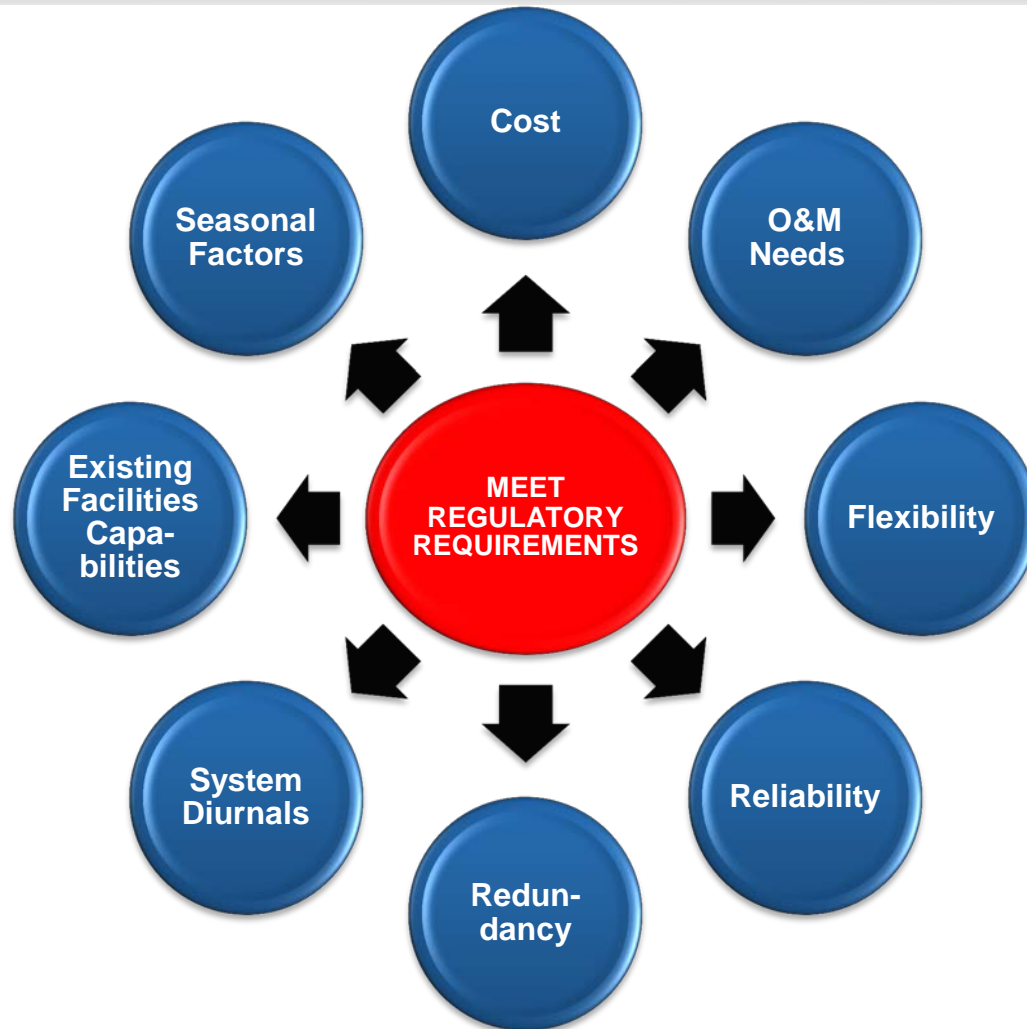 Cost
O&M
Needs
Flexibility
Reliability
Redun-
dancy
System
Diurnals
Existing
Facilities
Capa-
bilities
Seasonal
Factors
MEET
REGULATORY
REQUIREMENTS